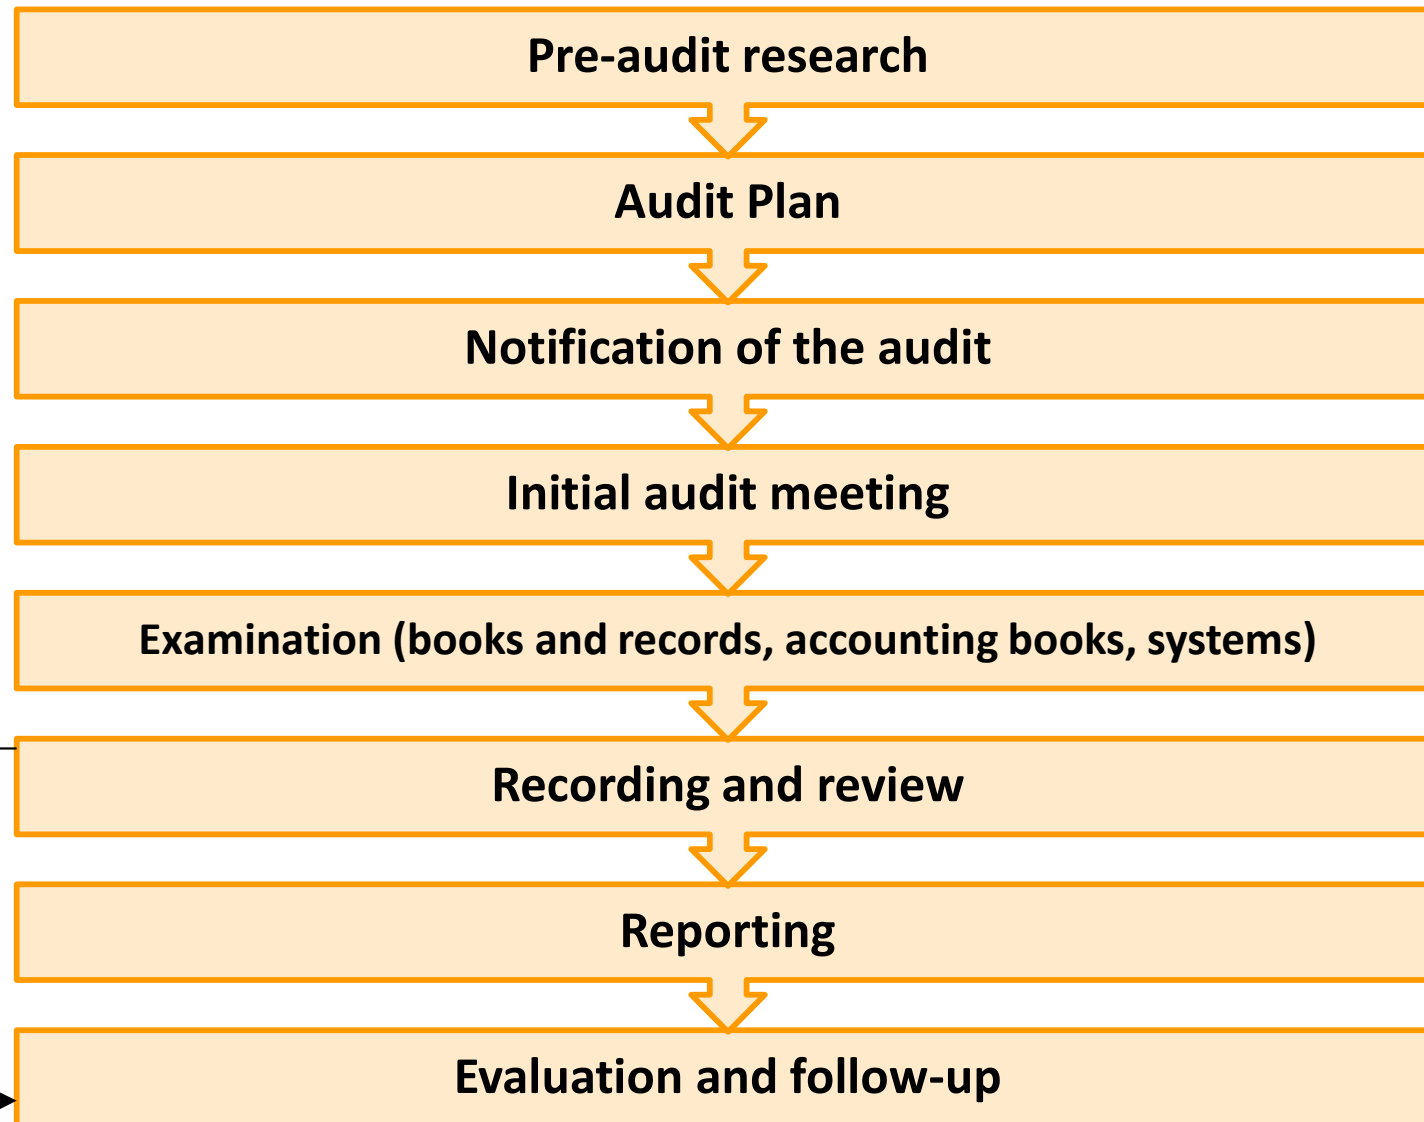 Pre-audit research
Audit Plan
Notification of the audit
Initial audit meeting
Examination (books and records, accounting books, systems)
Recording and review
Reporting
Evaluation and follow-up